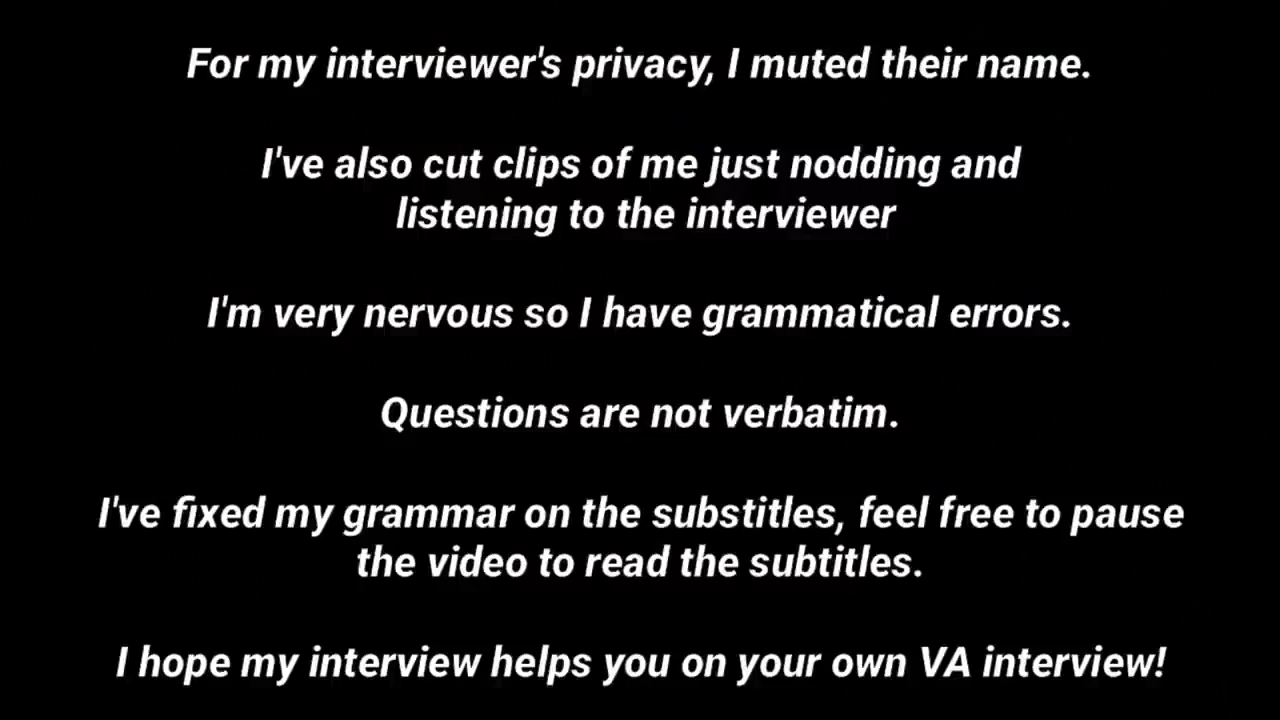 For my interviewer's privacy, I muted their name.
I've also cut clips of me just nodding and
listening to the interviewer
I'm very nervous so I have grammatical errors.
Questions are not verbatim.
I've fixed my grammar on the substitles, feel free to pause
the video to read the subtitles.
I hope my interview helps you on your own VA interview!